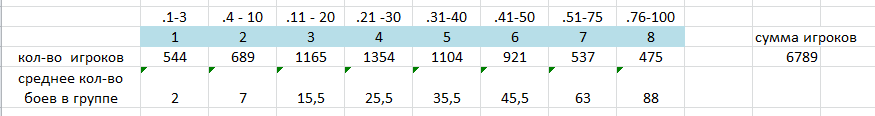 .1-3 .4 - 10 .11 - 20 .21 -30 .31-40 .41-50 .51-75 .76-100
1 2 3 4 5 6 7 8 сумма игроков
кол-во игроков 544 689 1165 1354 1104 921 537 475 6789
среднее кол-во
боев в группе 2 7 15,5 25,5 35,5 45,5 63 88